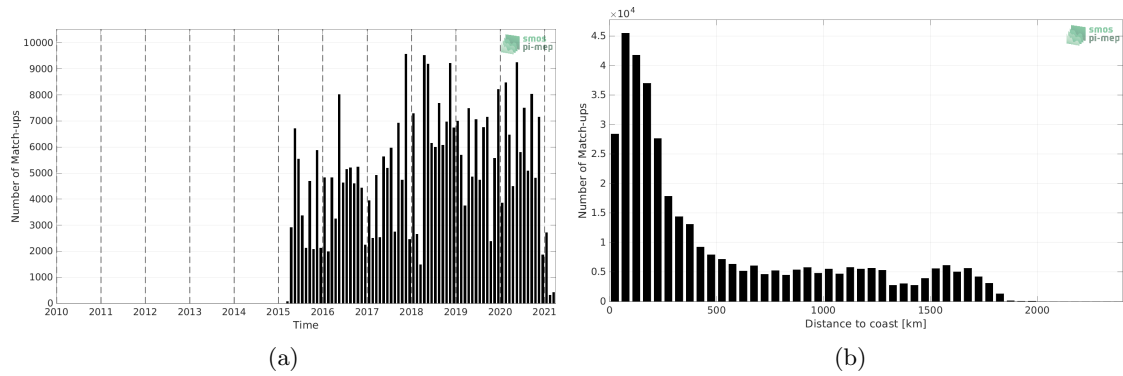 10000
9000
8000
7000
6000
5000
4000
3000
2000
1000
0
Number of Match-ups
2010 2011 2012 2013 2014 2015 2016 2017 2018 2019 2020 2021
Time
smos
pi-mep
(a)
×10⁴
4.5
4
3.5
3
2.5
2
1.5
1
0.5
0
Number of Match-ups
0 500 1000 1500 2000
Distance to coast [km]
smos
pi-mep
(b)